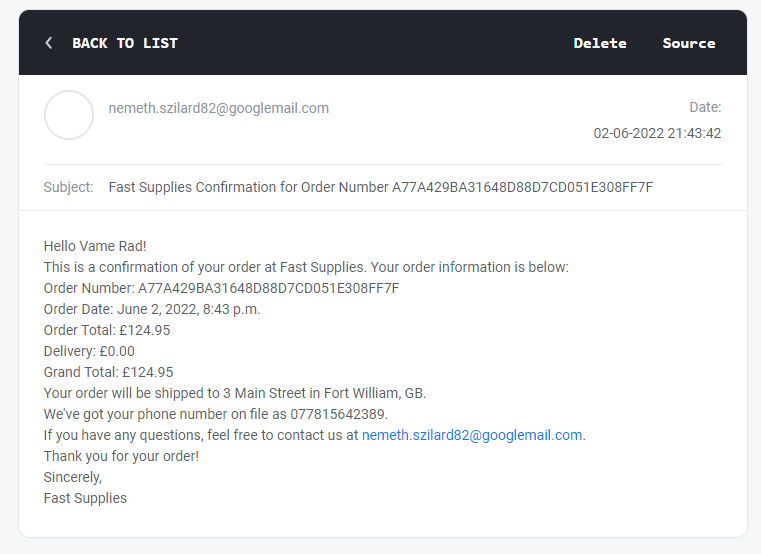 BACK TO LIST
Delete
Source
nemeth.szilard82@googlemail.com
Date:
02-06-2022 21:43:42
Subject: Fast Supplies Confirmation for Order Number A77A429BA31648D88D7CD051E308FF7F
Hello Vame Rad!
This is a confirmation of your order at Fast Supplies. Your order information is below:
Order Number: A77A429BA31648D88D7CD051E308FF7F
Order Date: June 2, 2022, 8:43 p.m.
Order Total: £124.95
Delivery: £0.00
Grand Total: £124.95
Your order will be shipped to 3 Main Street in Fort William, GB.
We've got your phone number on file as 077815642389.
If you have any questions, feel free to contact us at nemeth.szilard82@googlemail.com.
Thank you for your order!
Sincerely,
Fast Supplies